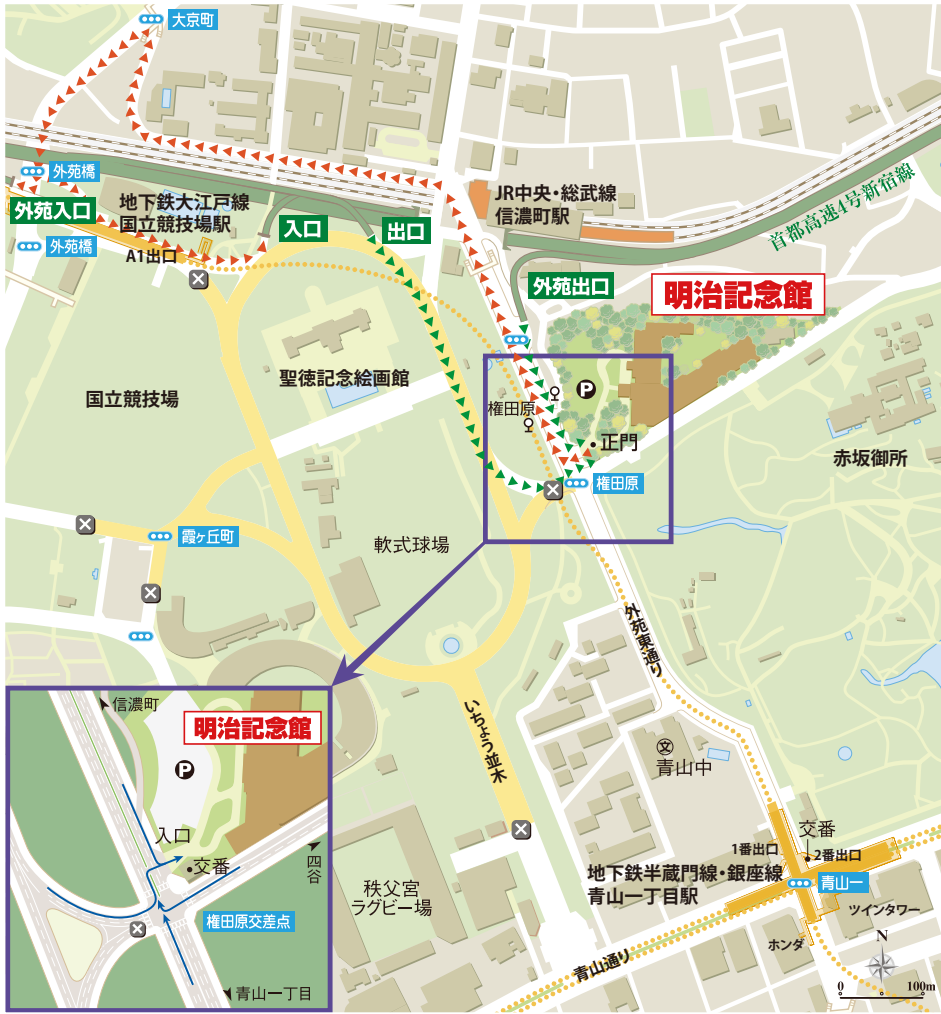 大京町
外苑橋
外苑入口
地下鉄大江戸線
国立競技場駅
A1出口
外苑橋
入口
出口
JR中央・総武線
信濃町駅
首都高速4号新宿線
外苑出口
明治記念館
国立競技場
聖徳記念絵画館
権田原
P
正門
権田原
赤坂御所
霞ヶ丘町
軟式球場
外苑東通り
いちょう並木
文
青山中
信濃町
明治記念館
P
入口
交番
四谷
権田原交差点
青山一丁目
秩父宮
ラグビー場
交番
1番出口
2番出口
地下鉄半蔵門線・銀座線
青山一丁目駅
青山一
ツインタワー
ホンダ
青山通り
N
0 100m